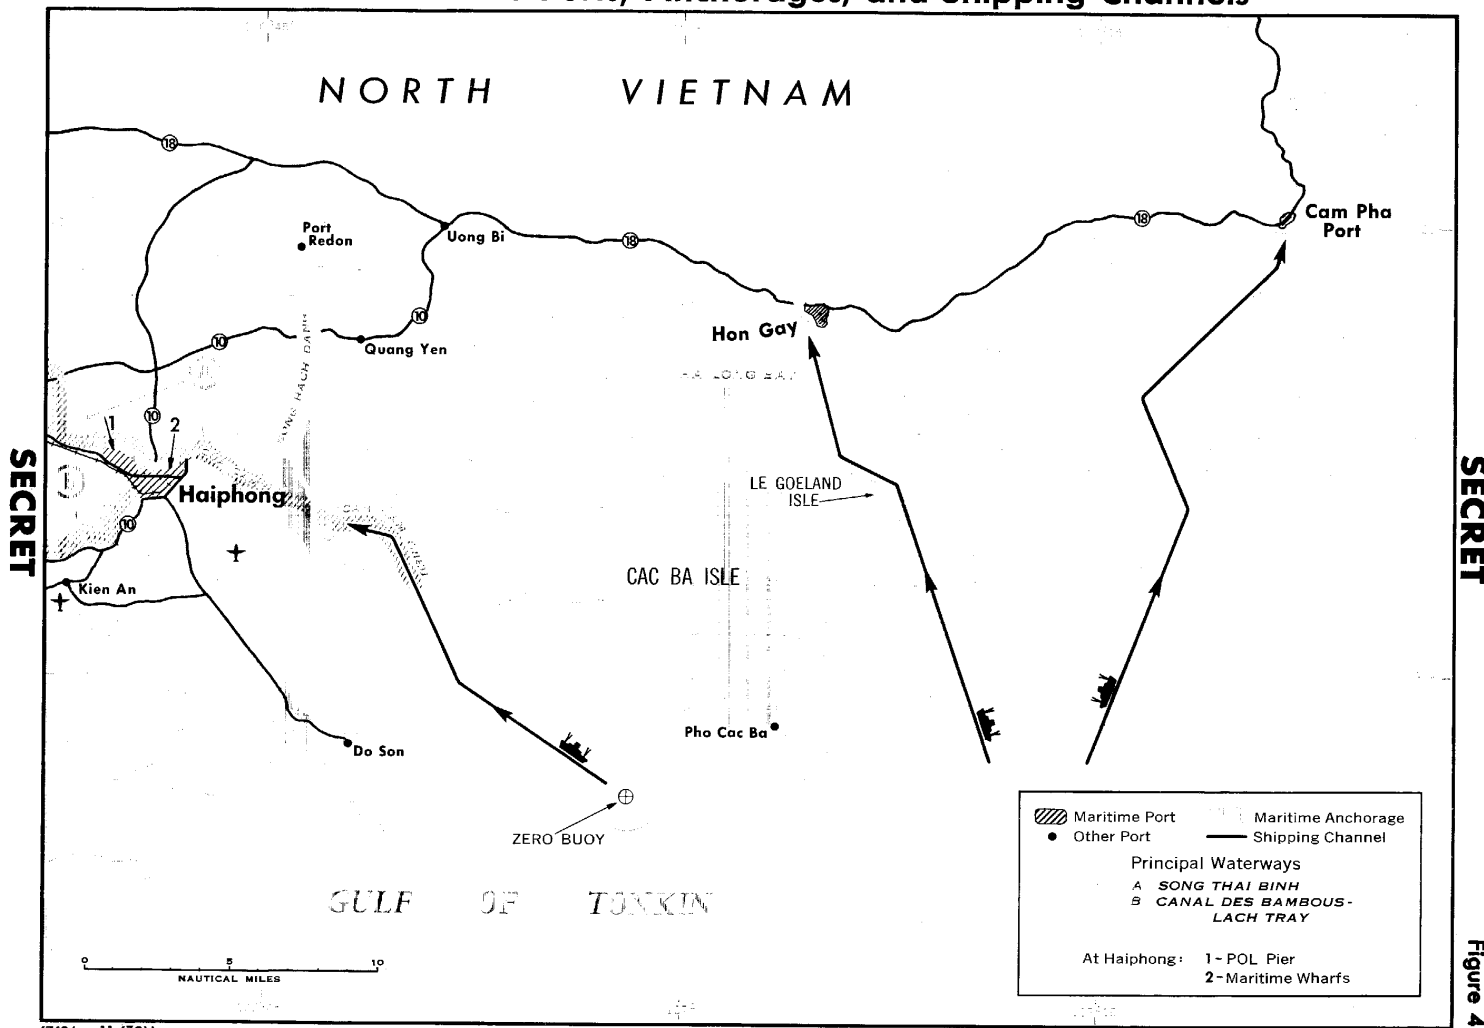 Anchorages, and Shipping Channels
NORTH VIETNAM
18
Port
Redon
Uong Bi
18
18
Cam Pha
Port
10
10
Quang Yen
Hon Gay
HA LONG BAY
10
1
2
Haiphong
10
LE GOELAND
ISLE
CAC BA ISLE
Kien An
Pho Cac Ba
Do Son
ZERO BUOY
GULF OF TONKIN
0 5 10
NAUTICAL MILES
Maritime Port
Maritime Anchorage
Other Port
Shipping Channel
Principal Waterways
A SONG THAI BINH
B CANAL DES BAMBOUS-
LACH TRAY
At Haiphong: 1-POL Pier
2-Maritime Wharfs
SECRET
SECRET
Figure 4